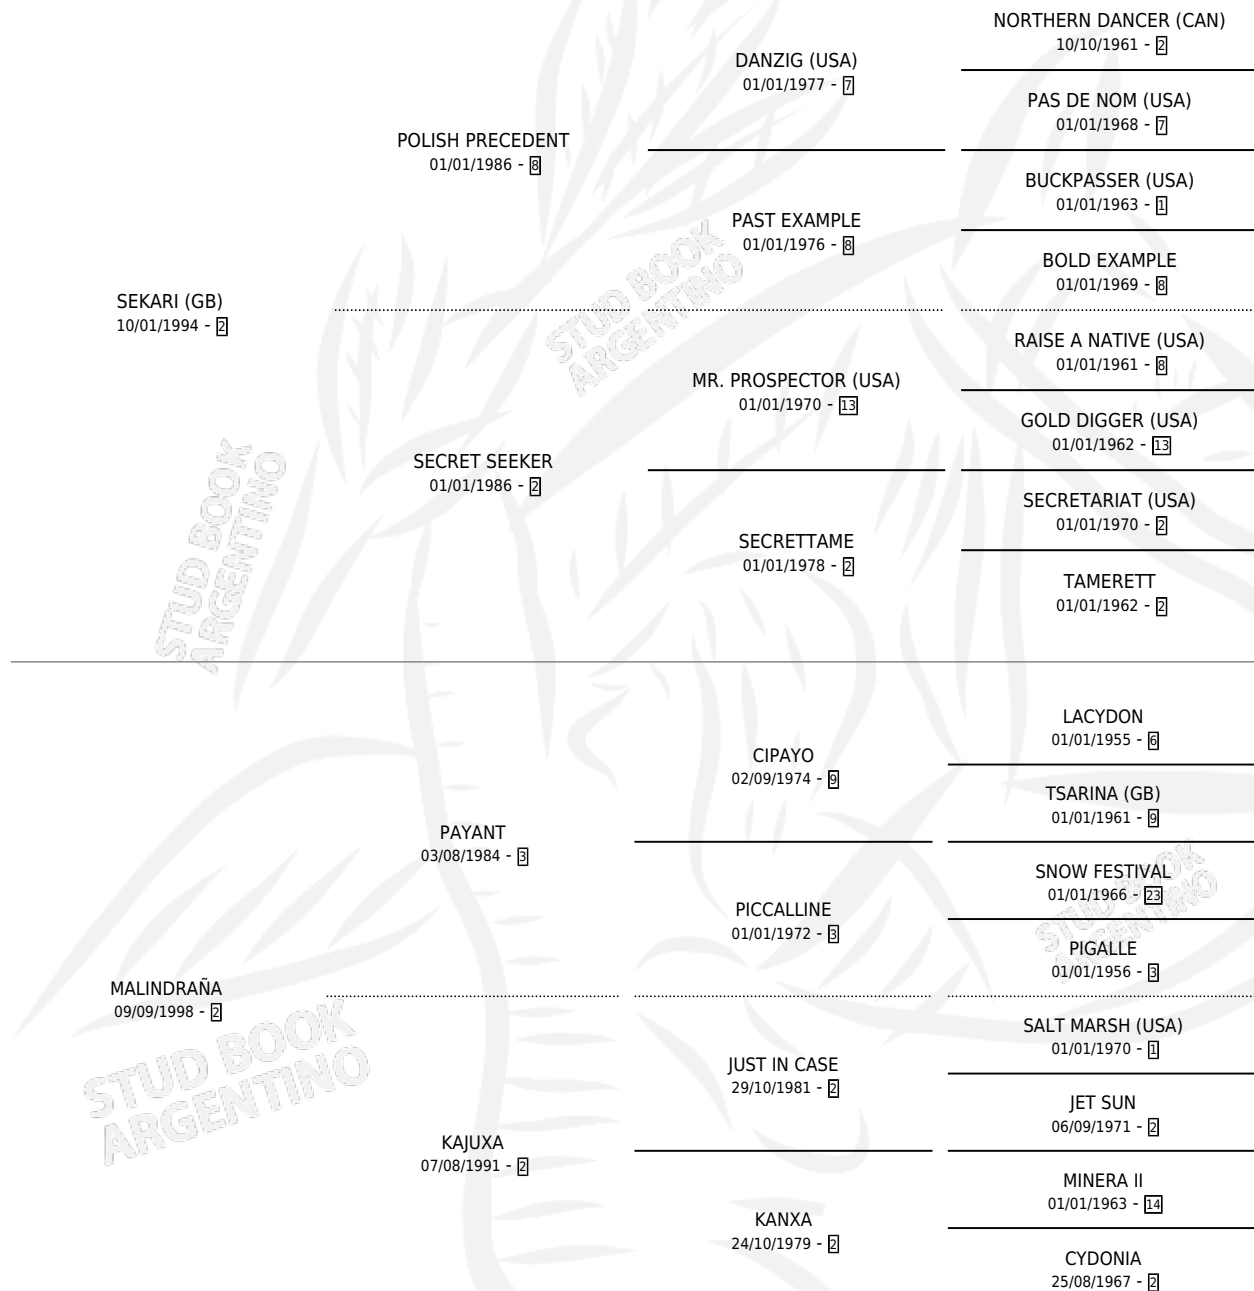 NORTHERN DANCER (CAN)
10/10/1961 - 2
DANZIG (USA)
01/01/1977 - 7
PAS DE NOM (USA)
01/01/1968 - 7
POLISH PRECEDENT
01/01/1986 - 8
BUCKPASSER (USA)
01/01/1963 - 1
PAST EXAMPLE
01/01/1976 - 8
BOLD EXAMPLE
01/01/1969 - 8
SEKARI (GB)
10/01/1994 - 2
RAISE A NATIVE (USA)
01/01/1961 - 8
MR. PROSPECTOR (USA)
01/01/1970 - 13
GOLD DIGGER (USA)
01/01/1962 - 13
SECRET SEEKER
01/01/1986 - 2
SECRETARIAT (USA)
01/01/1970 - 2
SECRETTAME
01/01/1978 - 2
TAMERETT
01/01/1962 - 2
LACYDON
01/01/1955 - 6
CIPAYO
02/09/1974 - 9
TSARINA (GB)
01/01/1961 - 9
PAYANT
03/08/1984 - 3
SNOW FESTIVAL
01/01/1966 - 23
PICCALLINE
01/01/1972 - 3
PIGALLE
01/01/1956 - 3
MALINDRAÑA
09/09/1998 - 2
SALT MARSH (USA)
01/01/1970 - 1
JUST IN CASE
29/10/1981 - 2
JET SUN
06/09/1971 - 2
KAJUXA
07/08/1991 - 2
MINERA II
01/01/1963 - 14
KANXA
24/10/1979 - 2
CYDONIA
25/08/1967 - 2
STUD BOOK
ARGENTINO
STUD BOOK
ARGENTINO
STUD BOOK
ARGENTINO
STUD BOOK
ARGENTINO